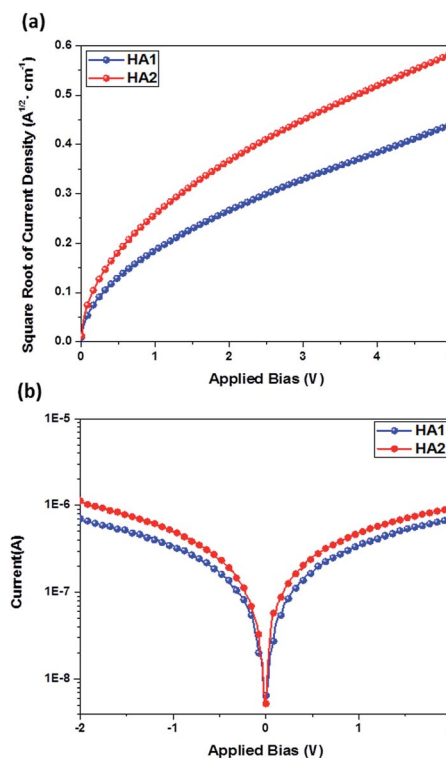 (a)
HA1
HA2
Square Root of Current Density (A^1/2· cm^-1)
0.6
0.5
0.4
0.3
0.2
0.1
0.0
0 1 2 3 4
Applied Bias (V)
(b)
HA1
HA2
Current(A)
1E-5
1E-6
1E-7
1E-8
-2 -1 0 1
Applied Bias (V)